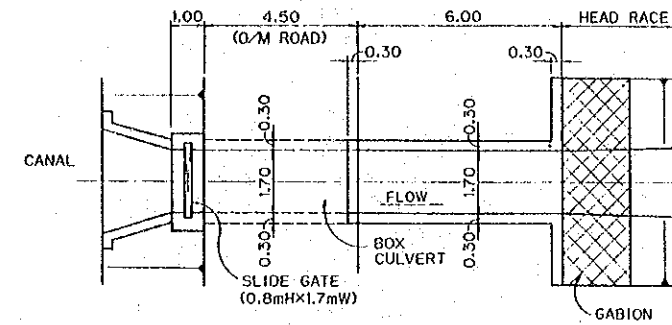 1.00 4.50 6.00 HEAD RACE
(O/M ROAD)
0.30 0.30
0.30 0.30
CANAL
1.70 FLOW 1.70
0.30 0.30
BOX
CULVERT
SLIDE GATE
(0.8mH×1.7mW)
GABION